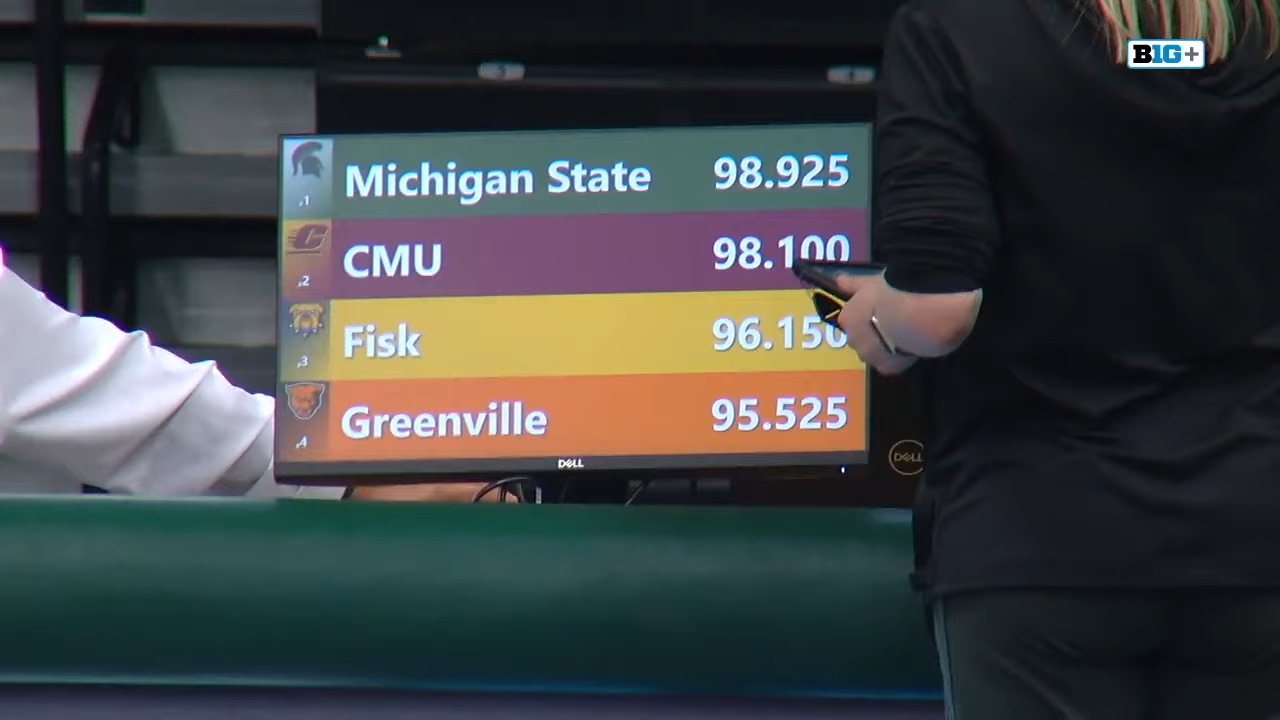 B1G+
.1 Michigan State 98.925
.2 CMU 98.100
.3 Fisk 96.150
.4 Greenville 95.525
DELL
DELL